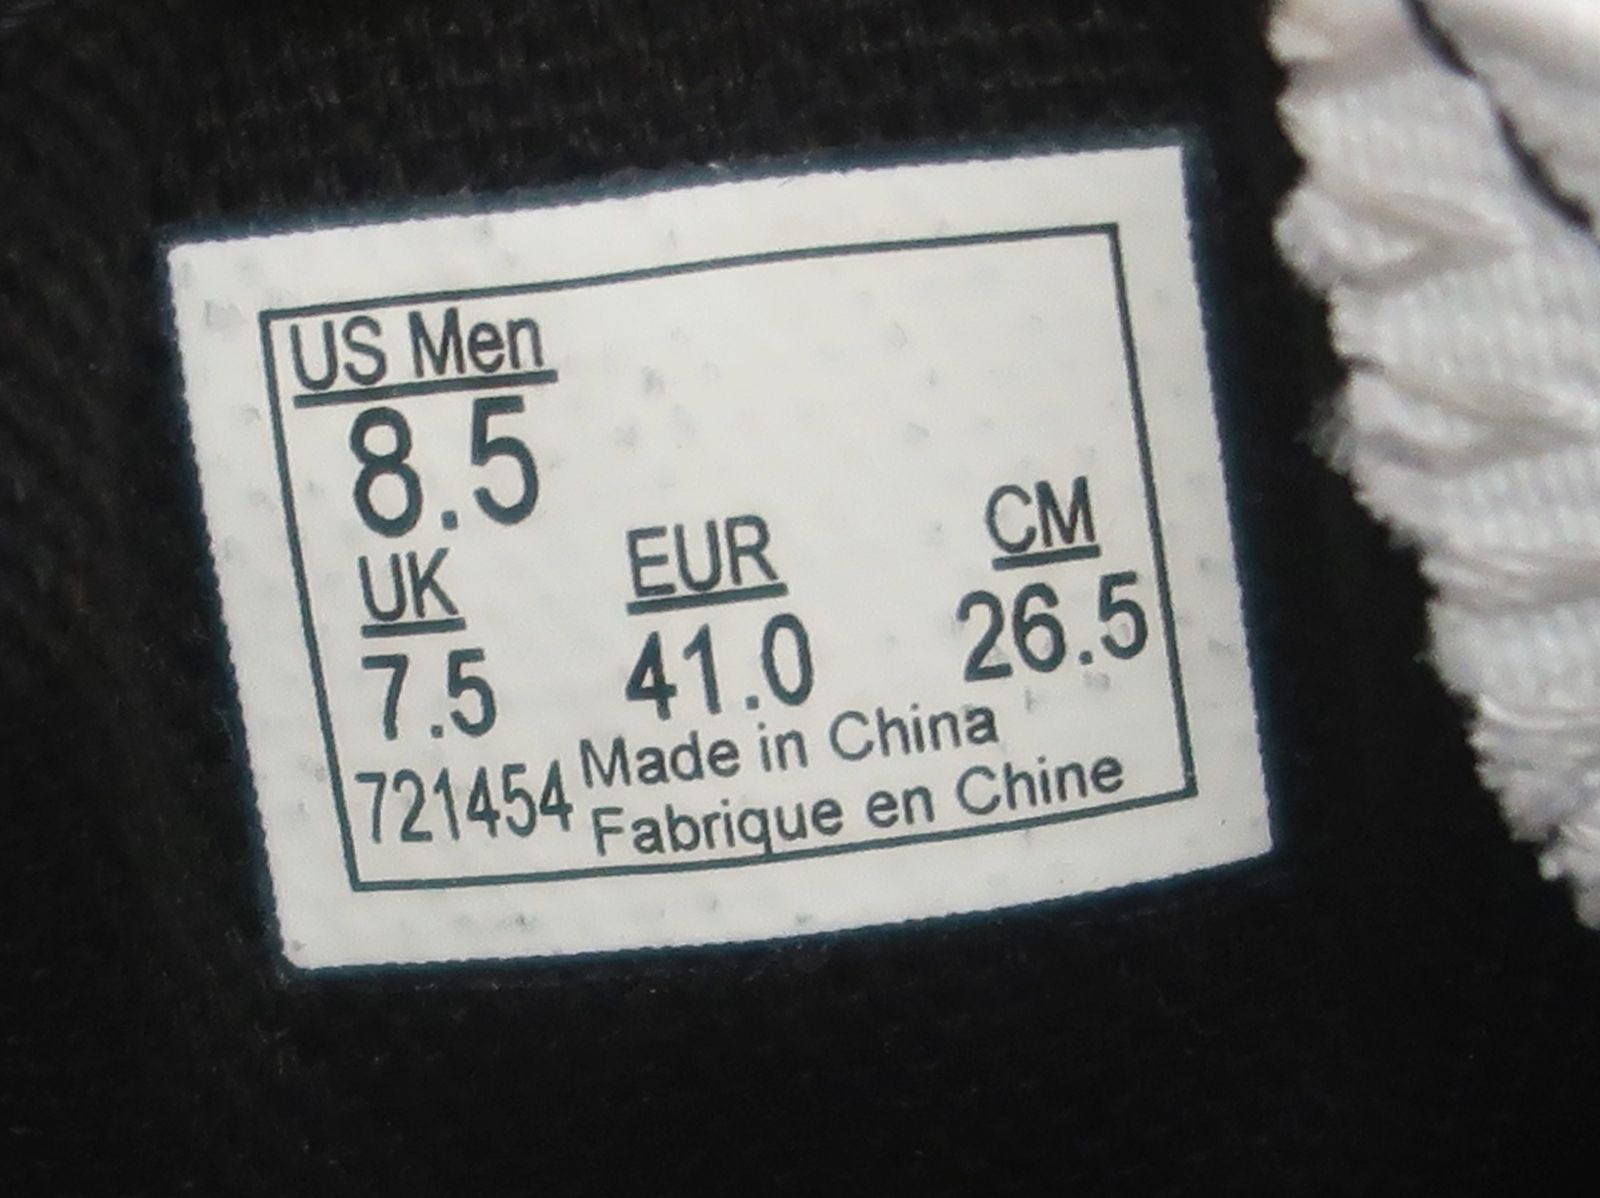 US Men
8.5
UK EUR CM
7.5 41.0 26.5
721454 Made in China
Fabrique en Chine